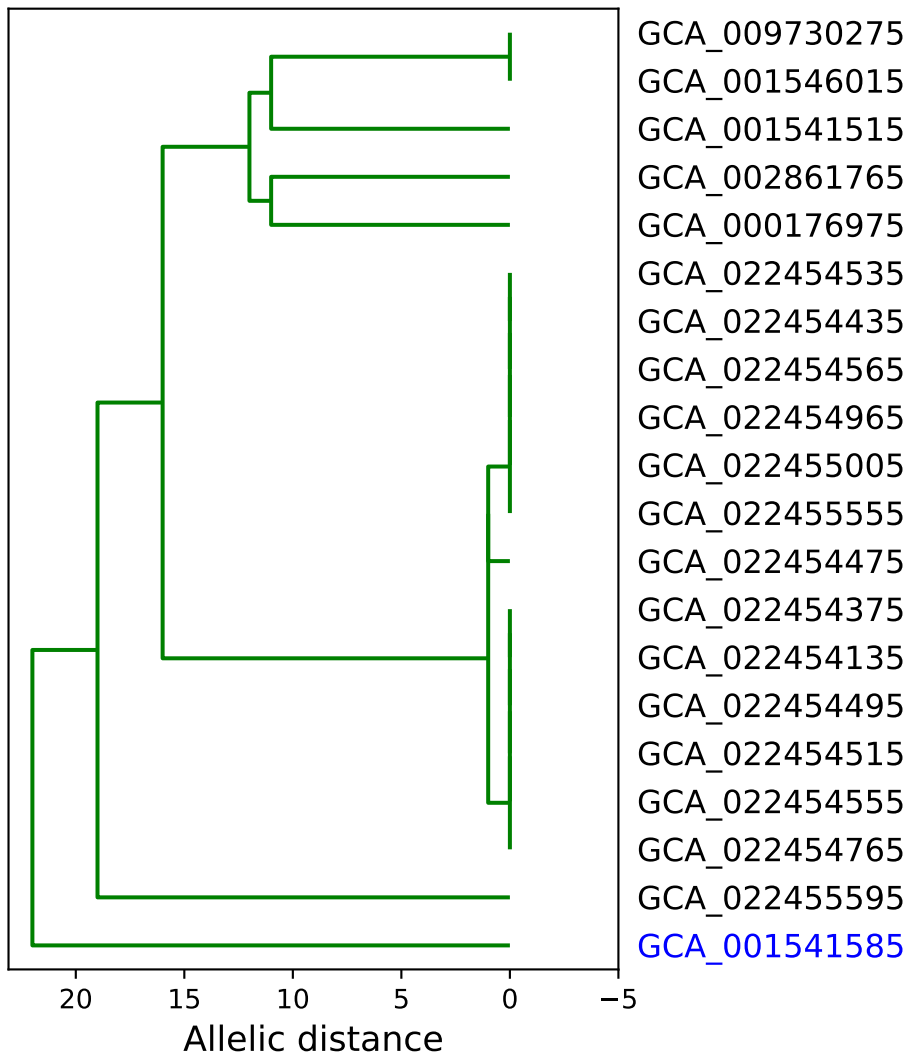 GCA_009730275
GCA_001546015
GCA_001541515
GCA_002861765
GCA_000176975
GCA_022454535
GCA_022454435
GCA_022454565
GCA_022454965
GCA_022455005
GCA_022455555
GCA_022454475
GCA_022454375
GCA_022454135
GCA_022454495
GCA_022454515
GCA_022454555
GCA_022454765
GCA_022455595
GCA_001541585
20 15 10 5 0 −5
Allelic distance